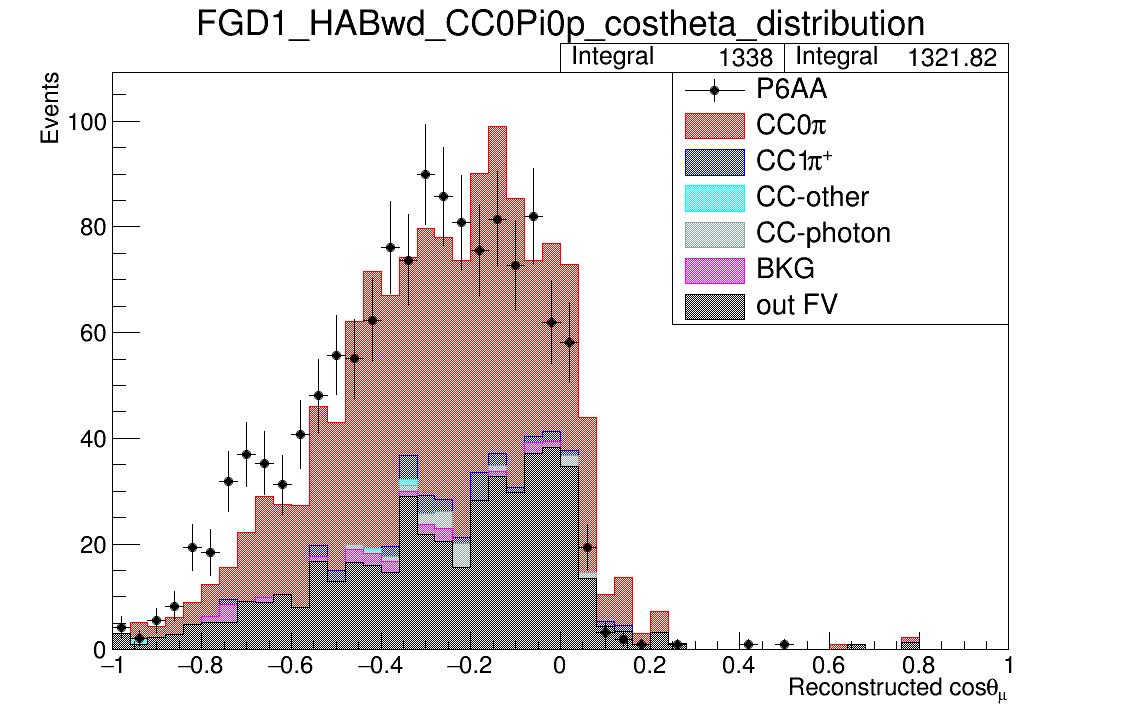 FGD1_HABwd_CC0Pi0p_costheta_distribution
Integral 1338 Integral 1321.82
Events
P6AA
CC0π
CC1π⁺
CC-other
CC-photon
BKG
out FV
100
80
60
40
20
0
−1 −0.8 −0.6 −0.4 −0.2 0 0.2 0.4 0.6 0.8 1
Reconstructed cosθμ